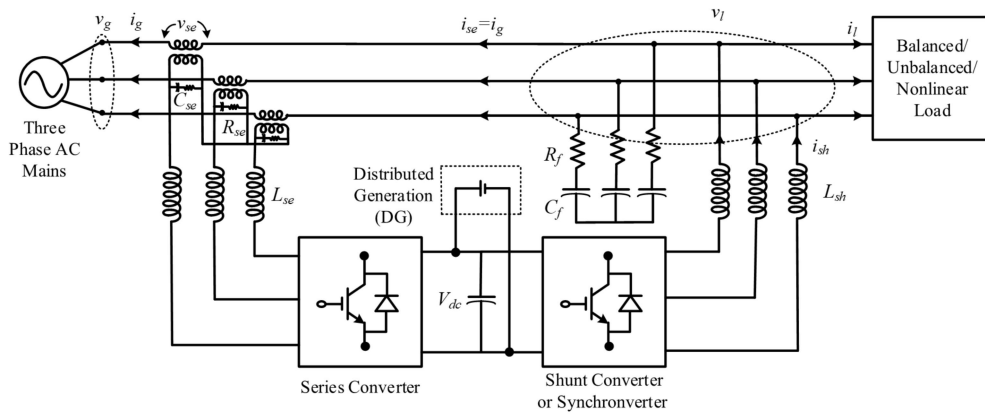 v_g
i_g
v_se
i_se=i_g
v_l
i_l
Balanced/
Unbalanced/
Nonlinear
Load
Three
Phase AC
Mains
C_se
R_se
L_se
Distributed
Generation
(DG)
R_f
C_f
i_sh
L_sh
V_dc
Series Converter
Shunt Converter
or Synchronverter